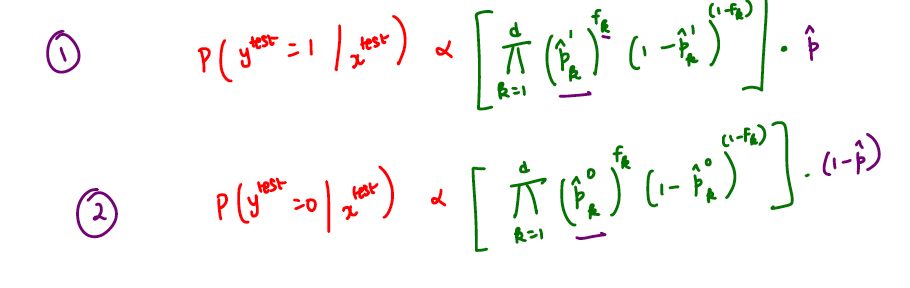 ① P(y^test = 1 | x^test) ∝ [∏_{k=1}^{d} (p̂_k^1)^{f_k} (1 - p̂_k^1)^{(1-f_k)}] · p̂
② P(y^test = 0 | x^test) ∝ [∏_{k=1}^{d} (p̂_k^0)^{f_k} (1 - p̂_k^0)^{(1-f_k)}] · (1-p̂)